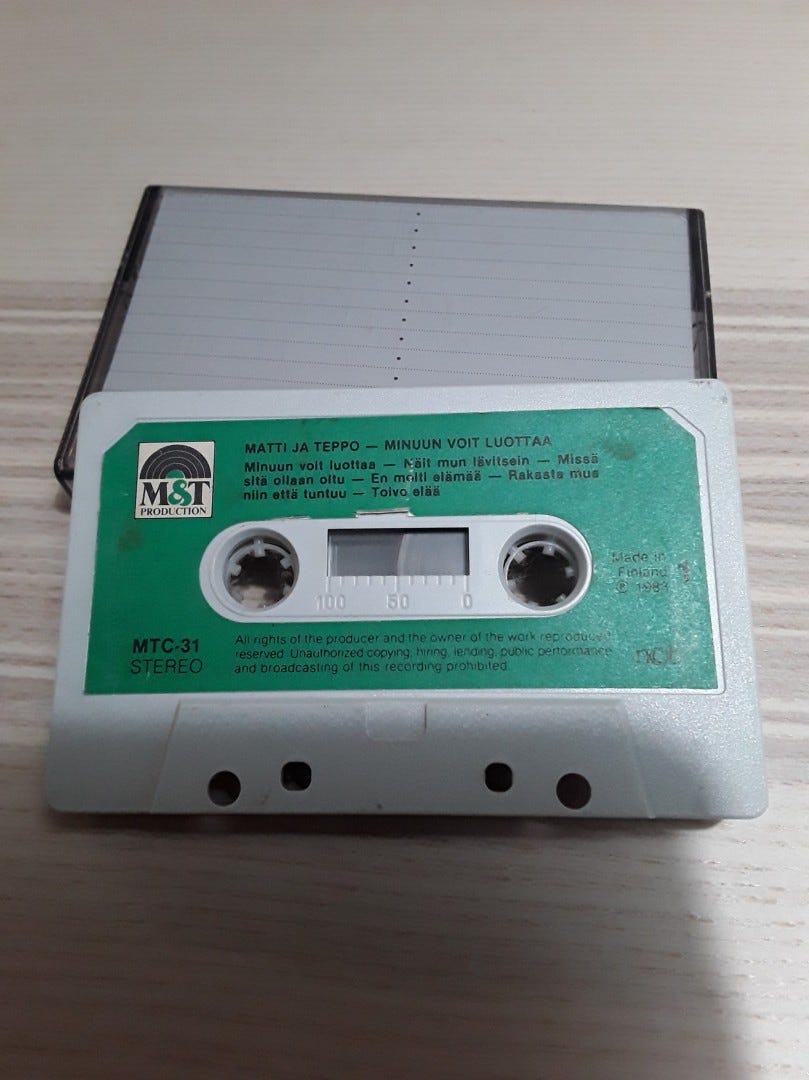 MATTI JA TEPPO — MINUUN VOIT LUOTTAA
Minuun voit luottaa — Näit mun lävitsein — Missä
sitä ollaan oltu — En moiti elämää — Rakasta mua
niin että tuntuu — Toivo elää
M&T
PRODUCTION
Made in
Finland
℗ 1983
100 50 0
MTC-31
STEREO
All rights of the producer and the owner of the work reproduced
reserved. Unauthorized copying, hiring, lending, public performance
and broadcasting of this recording prohibited.
ncb